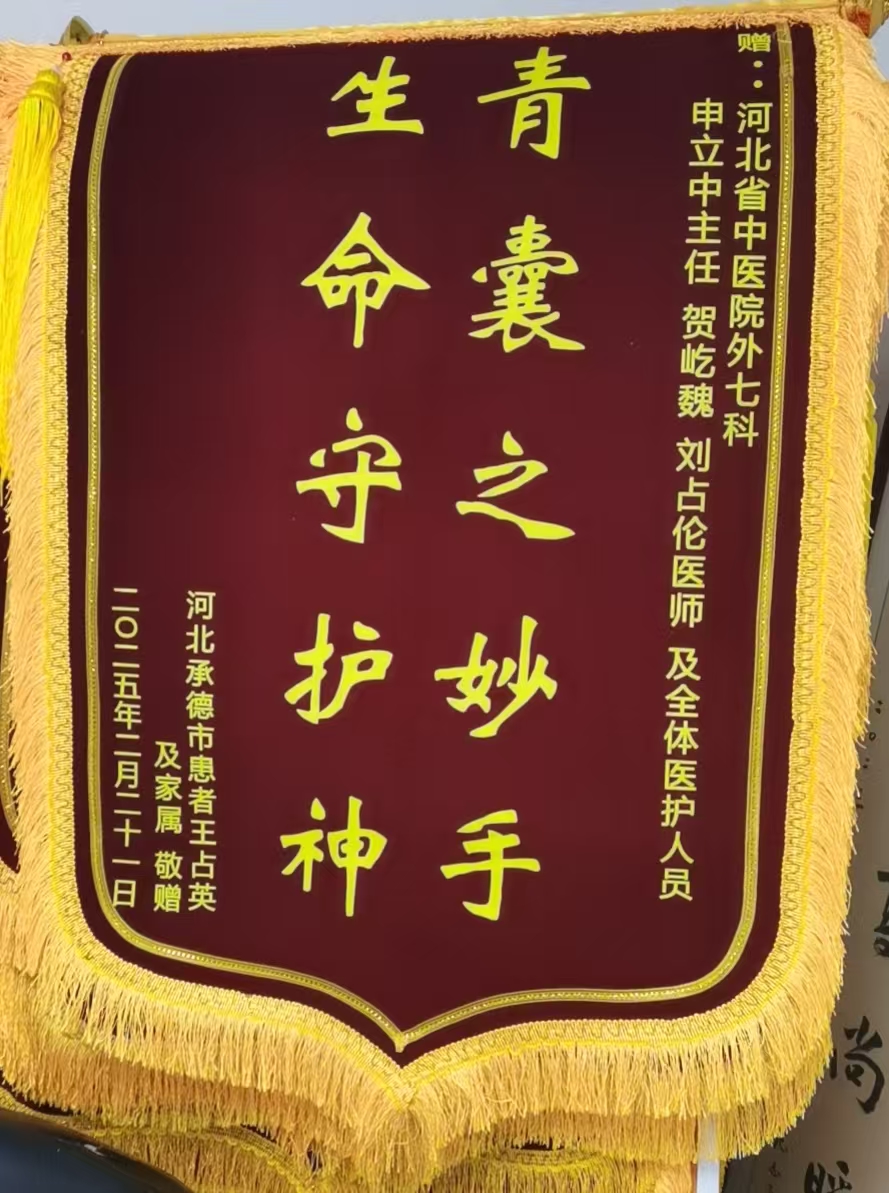 赠：河北省中医院外七科
申立中主任 贺屹魏 刘占伦医师 及全体医护人员
青囊之妙手
生命守护神
河北承德市患者王占英
及家属 敬赠
二〇二五年二月二十一日
尚